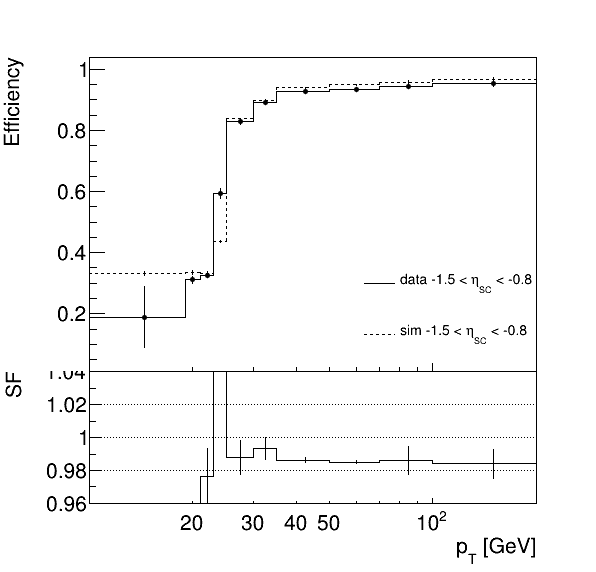 Efficiency
1
0.8
0.6
0.4
0.2
data -1.5 < η_SC < -0.8
sim -1.5 < η_SC < -0.8
SF
1.04
1.02
1
0.98
0.96
20 30 40 50 10²
p_T [GeV]